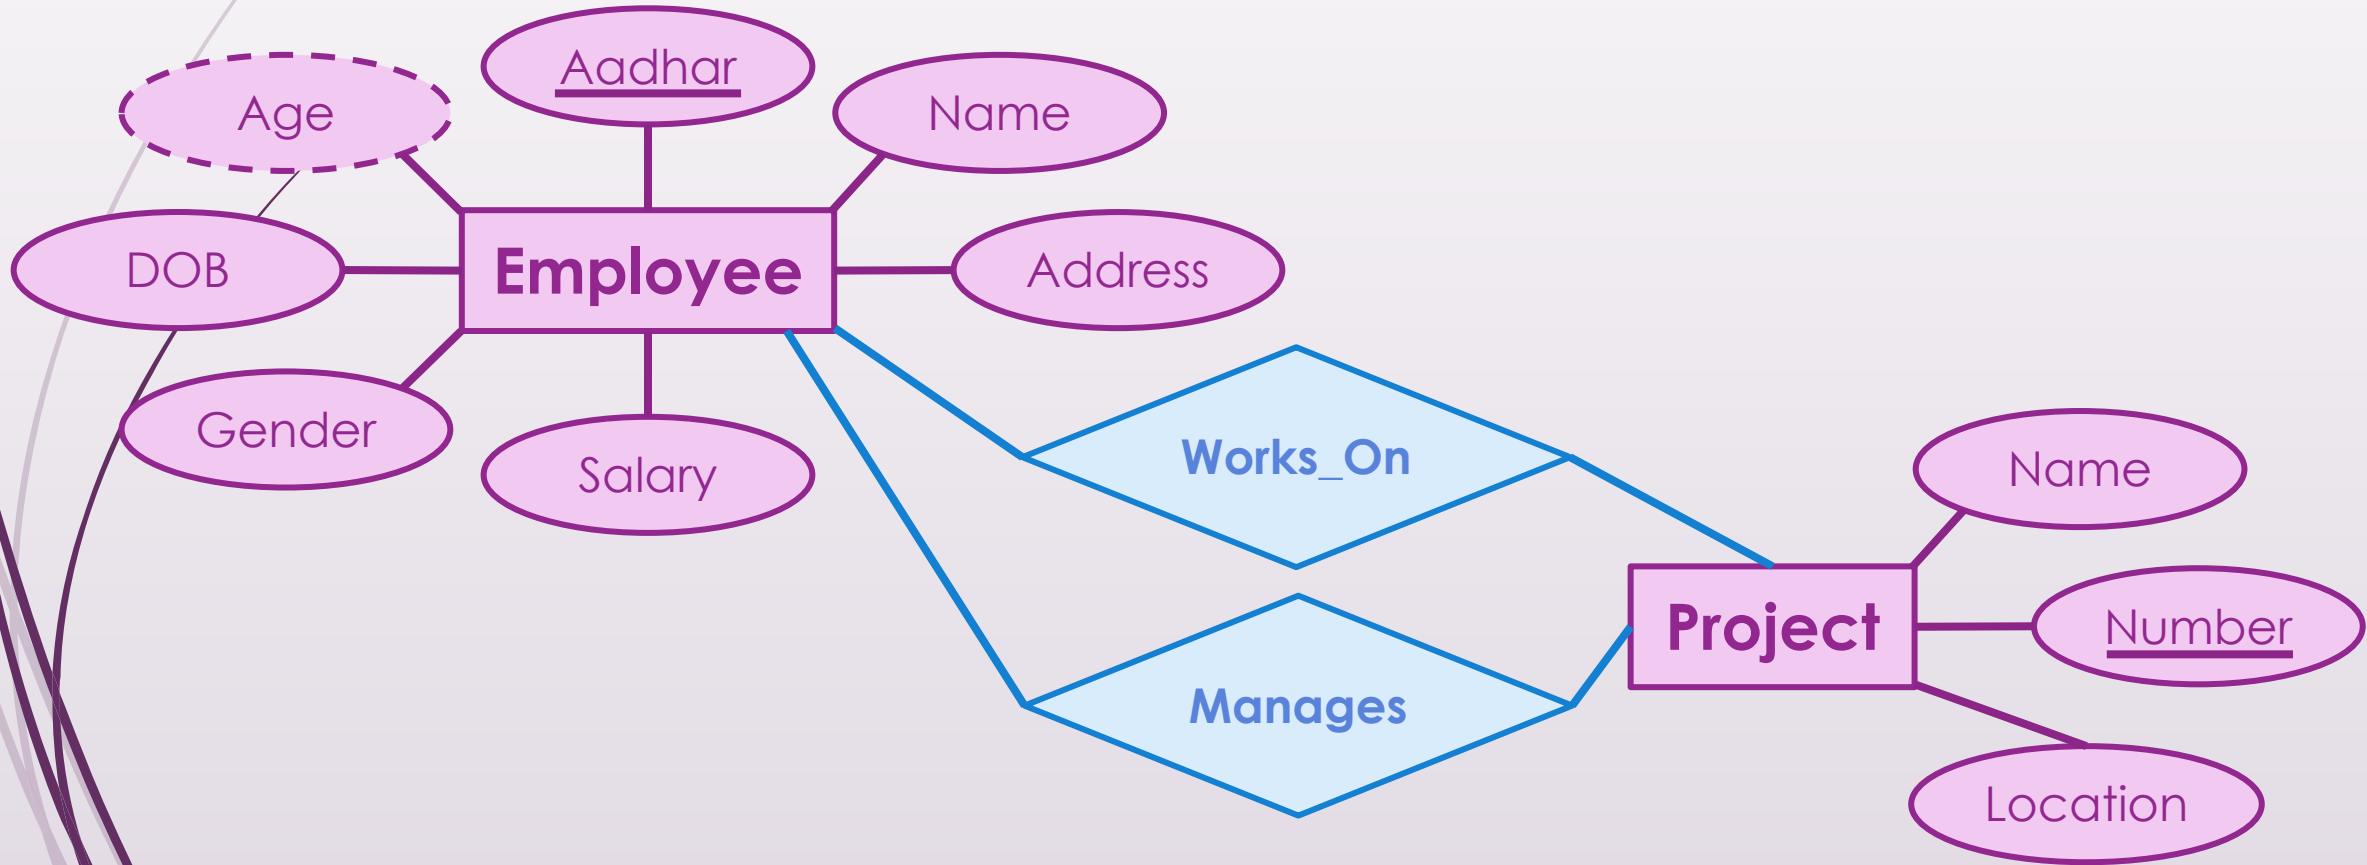 Aadhar
Age
Name
DOB
Employee
Address
Gender
Salary
Works_On
Name
Project
Number
Manages
Location